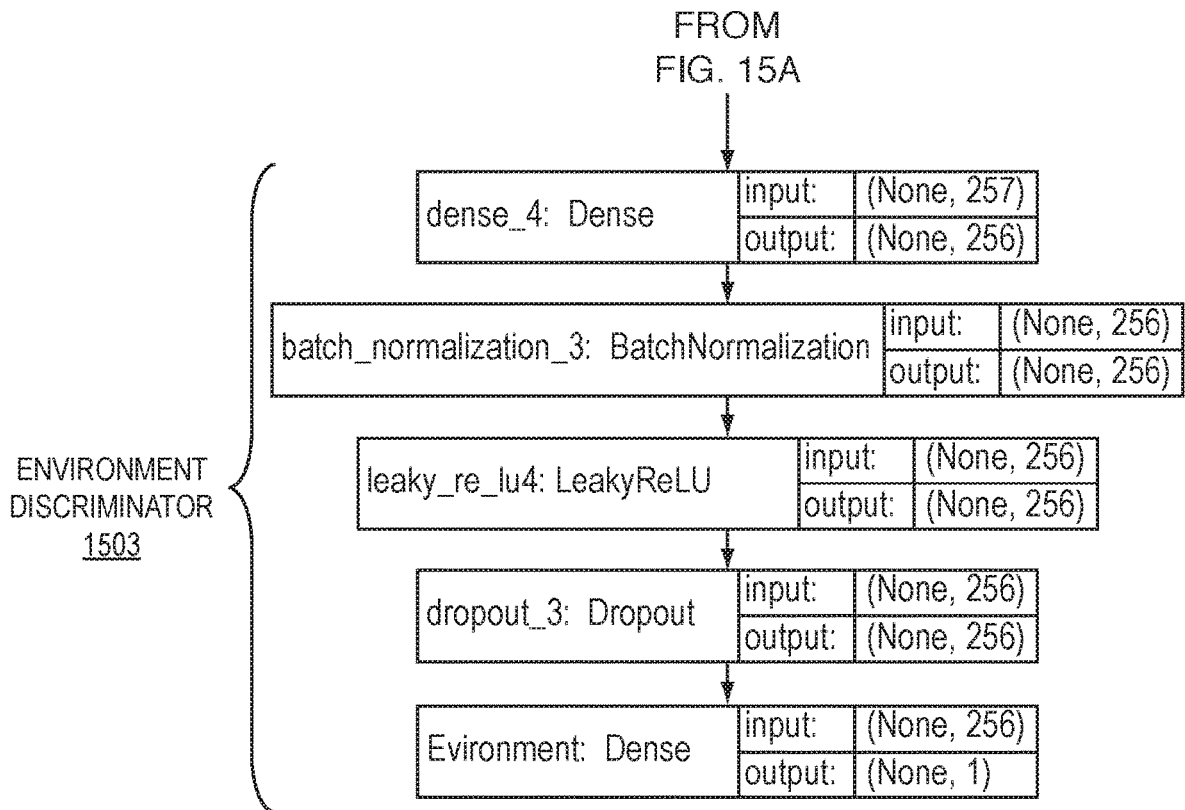 FROM
FIG. 15A
dense_4: Dense
input: (None, 257)
output: (None, 256)
batch_normalization_3: BatchNormalization
input: (None, 256)
output: (None, 256)
leaky_re_lu4: LeakyReLU
input: (None, 256)
output: (None, 256)
ENVIRONMENT
DISCRIMINATOR
1503
dropout_3: Dropout
input: (None, 256)
output: (None, 256)
Evironment: Dense
input: (None, 256)
output: (None, 1)